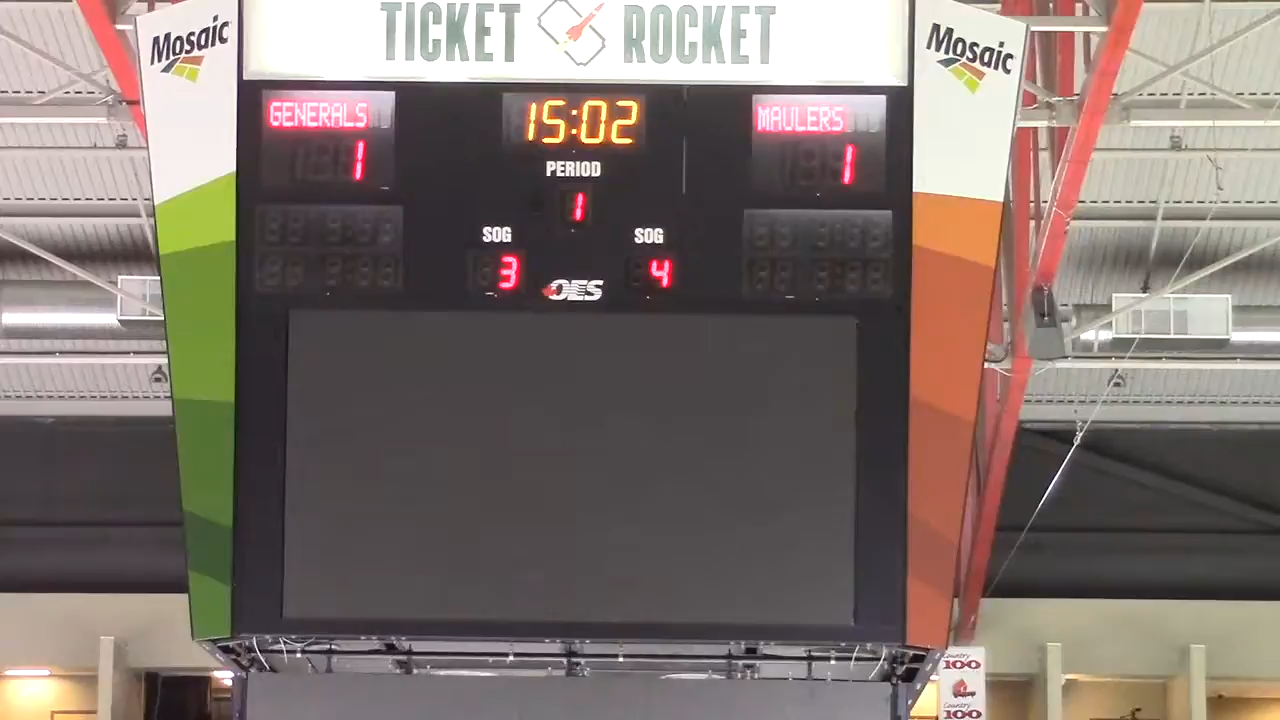 TICKET ROCKET
Mosaic
Mosaic
GENERALS
15:02
MAULERS
1
PERIOD
1
1
SOG
SOG
3
4
OES
Country
100
Country
100